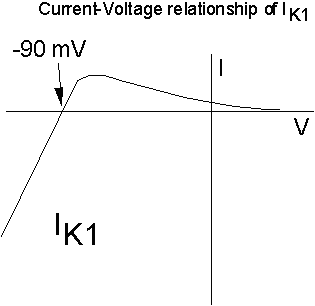 Current-Voltage relationship of IK1
-90 mV
I
V
IK1